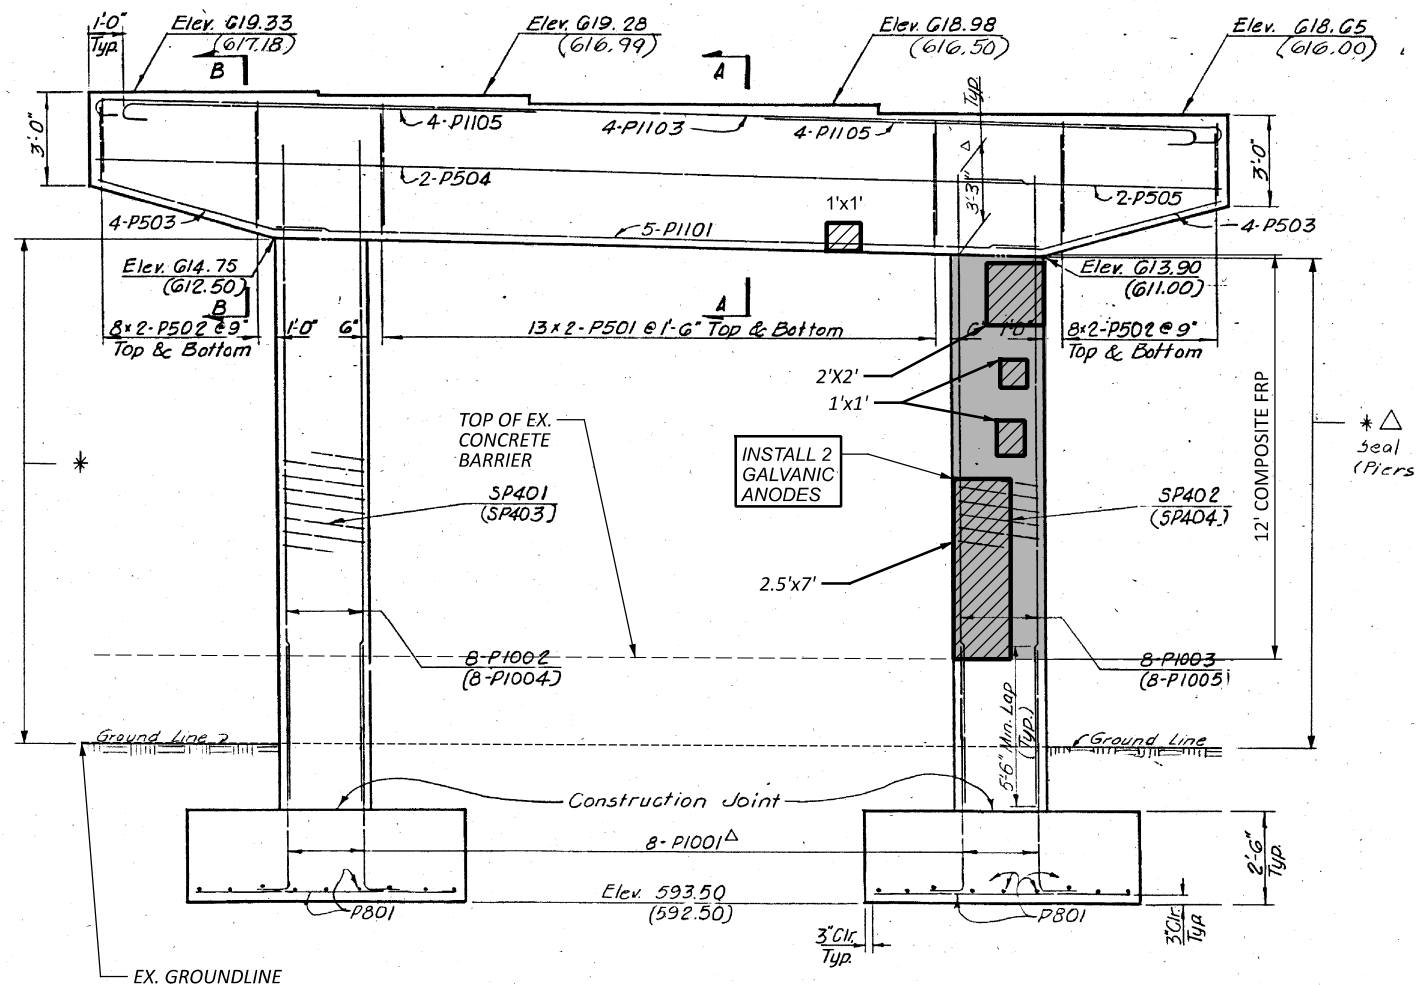 1'-0"
Typ.
Elev. 619.33
(617.18)
B
Elev. 619.28
(616.99)
A
Elev. 618.98
(616.50)
Elev. 618.65
(616.00)
Typ.
3'-0"
4-P1105
4-P1103
4-P1105
2-P504
3'-3" △
2-P505
3'-0"
4-P503
1'x1'
5-P1101
4-P503
Elev. 614.75
(612.50)
B
A
Elev. 613.90
(611.00)
8x2-P502 @ 9"
Top & Bottom
1'-0" 6"
13x2-P501 @ 1'-6" Top & Bottom
6" 1'-0"
8x2-P502 @ 9"
Top & Bottom
2'X2'
1'x1'
12' COMPOSITE FRP
TOP OF EX.
CONCRETE
BARRIER
INSTALL 2
GALVANIC
ANODES
*
* △
Seal
(Piers
SP401
(SP403)
SP402
(SP404)
2.5'x7'
8-P1002
(8-P1004)
8-P1003
(8-P1005)
5'-6" Min. Lap
(Typ.)
Ground Line
Ground Line
Construction Joint
8-P1001 △
2'-6"
Typ.
P801
Elev. 593.50
(592.50)
P801
3"Clr.
Typ.
3"Clr.
Typ.
EX. GROUNDLINE